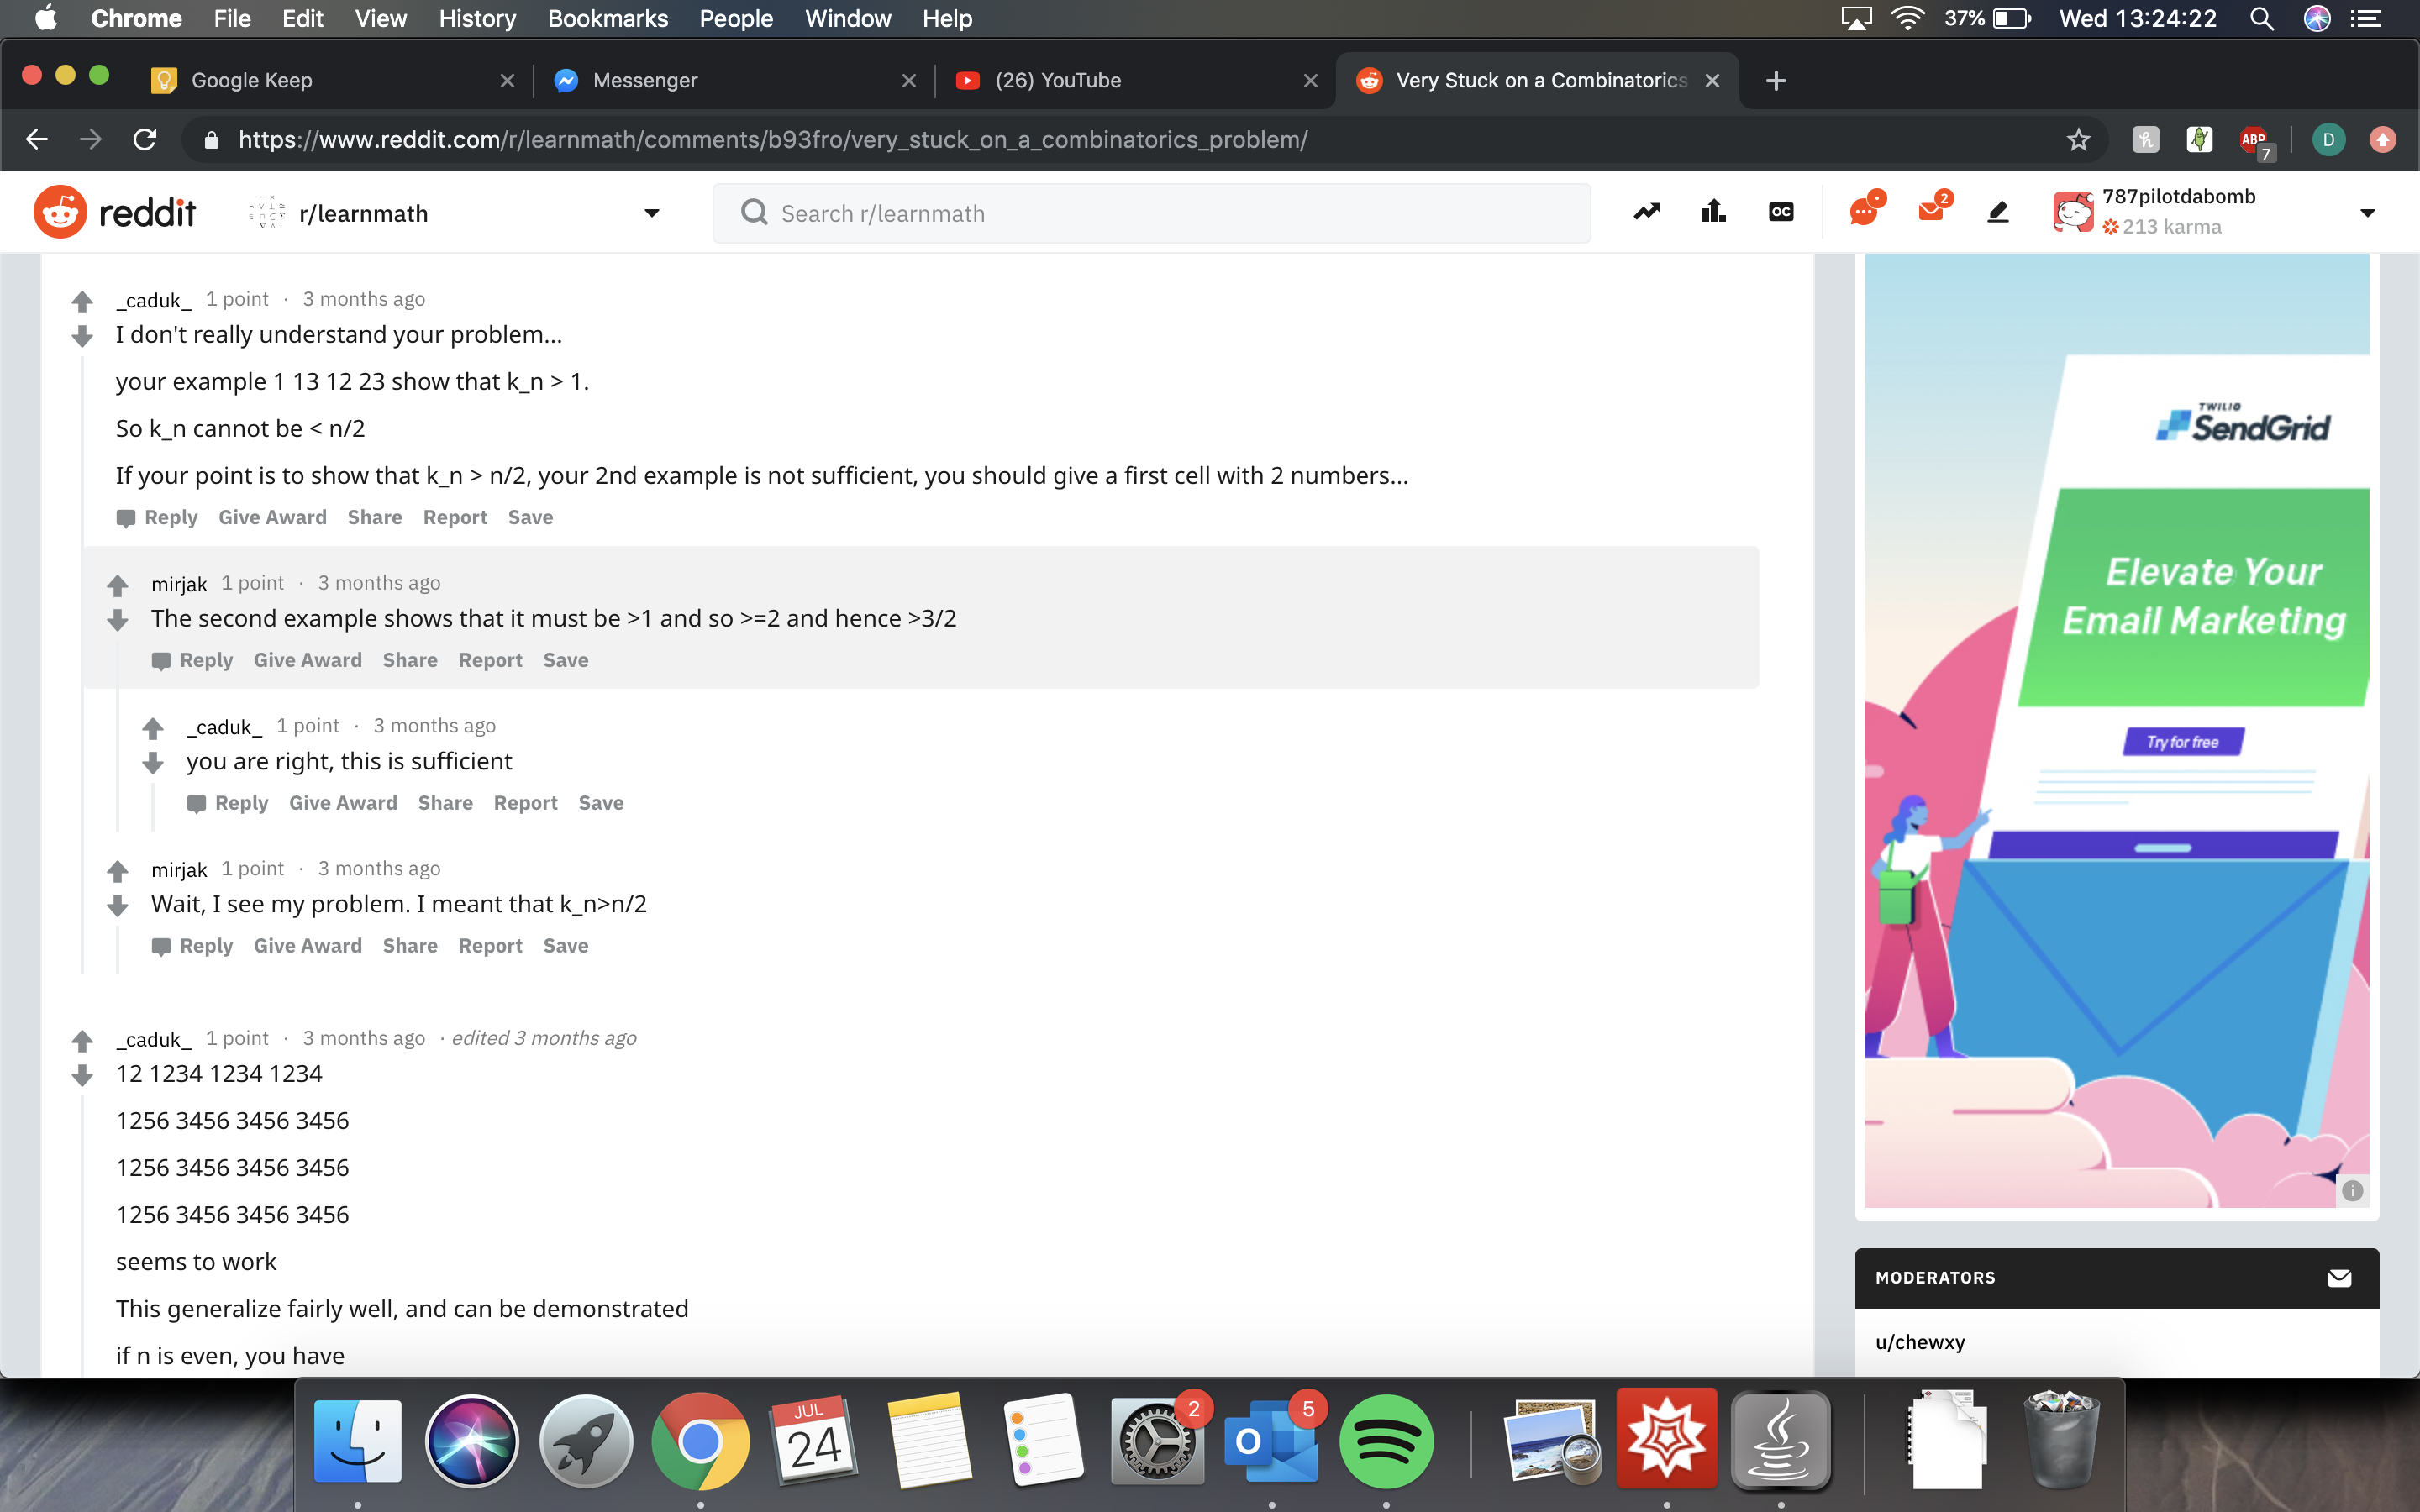 Chrome File Edit View History Bookmarks People Window Help 37% Wed 13:24:22
Google Keep Messenger (26) YouTube Very Stuck on a Combinatorics
https://www.reddit.com/r/learnmath/comments/b93fro/very_stuck_on_a_combinatorics_problem/ ABP 7 D
reddit r/learnmath Search r/learnmath OC 2 787pilotdabomb
213 karma
_caduk_ 1 point · 3 months ago
I don't really understand your problem...
your example 1 13 12 23 show that k_n > 1.
So k_n cannot be < n/2
If your point is to show that k_n > n/2, your 2nd example is not sufficient, you should give a first cell with 2 numbers...
Reply Give Award Share Report Save
mirjak 1 point · 3 months ago
The second example shows that it must be >1 and so >=2 and hence >3/2
Reply Give Award Share Report Save
_caduk_ 1 point · 3 months ago
you are right, this is sufficient
Reply Give Award Share Report Save
mirjak 1 point · 3 months ago
Wait, I see my problem. I meant that k_n>n/2
Reply Give Award Share Report Save
_caduk_ 1 point · 3 months ago · edited 3 months ago
12 1234 1234 1234
1256 3456 3456 3456
1256 3456 3456 3456
1256 3456 3456 3456
seems to work
This generalize fairly well, and can be demonstrated
if n is even, you have
TWILIO
SendGrid
Elevate Your
Email Marketing
Try for free
MODERATORS
u/chewxy
JUL
24
2
O
5